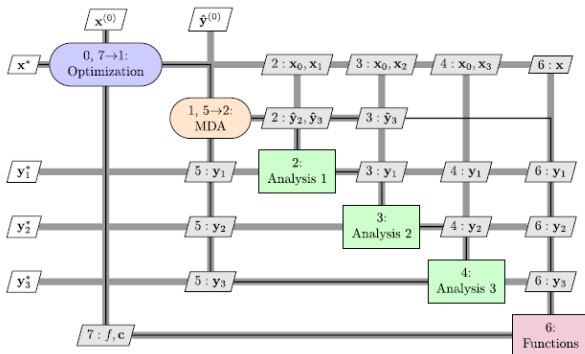 x^(0)
ŷ^(0)
x*
0, 7→1:
Optimization
2 : x₀, x₁
3 : x₀, x₂
4 : x₀, x₃
6 : x
1, 5→2:
MDA
2 : ŷ₂, ŷ₃
3 : ŷ₃
y₁*
5 : y₁
2:
Analysis 1
3 : y₁
4 : y₁
6 : y₁
y₂*
5 : y₂
3:
Analysis 2
4 : y₂
6 : y₂
y₃*
5 : y₃
4:
Analysis 3
6 : y₃
7 : f, c
6:
Functions